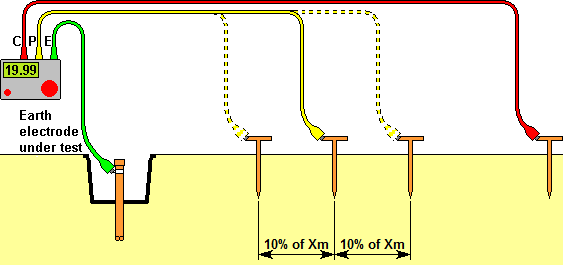 C P E
19.99
Earth
electrode
under test
10% of Xm 10% of Xm